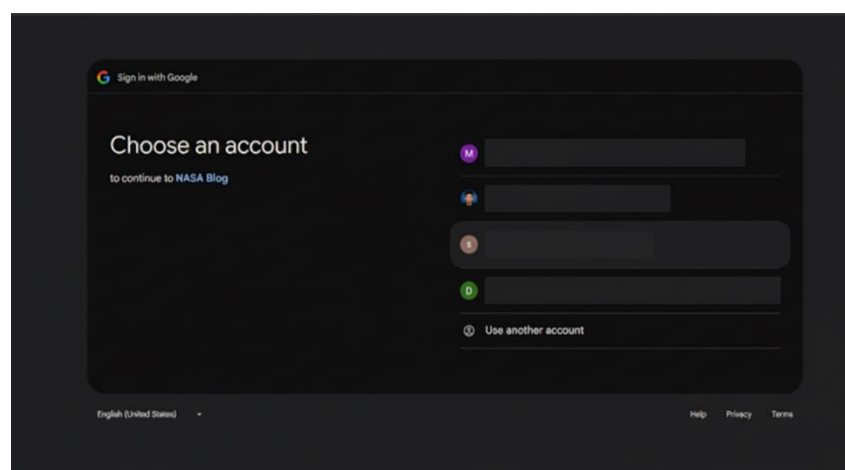 Sign in with Google
Choose an account
to continue to NASA Blog
M
S
D
Use another account
English (United States)
Help Privacy Terms